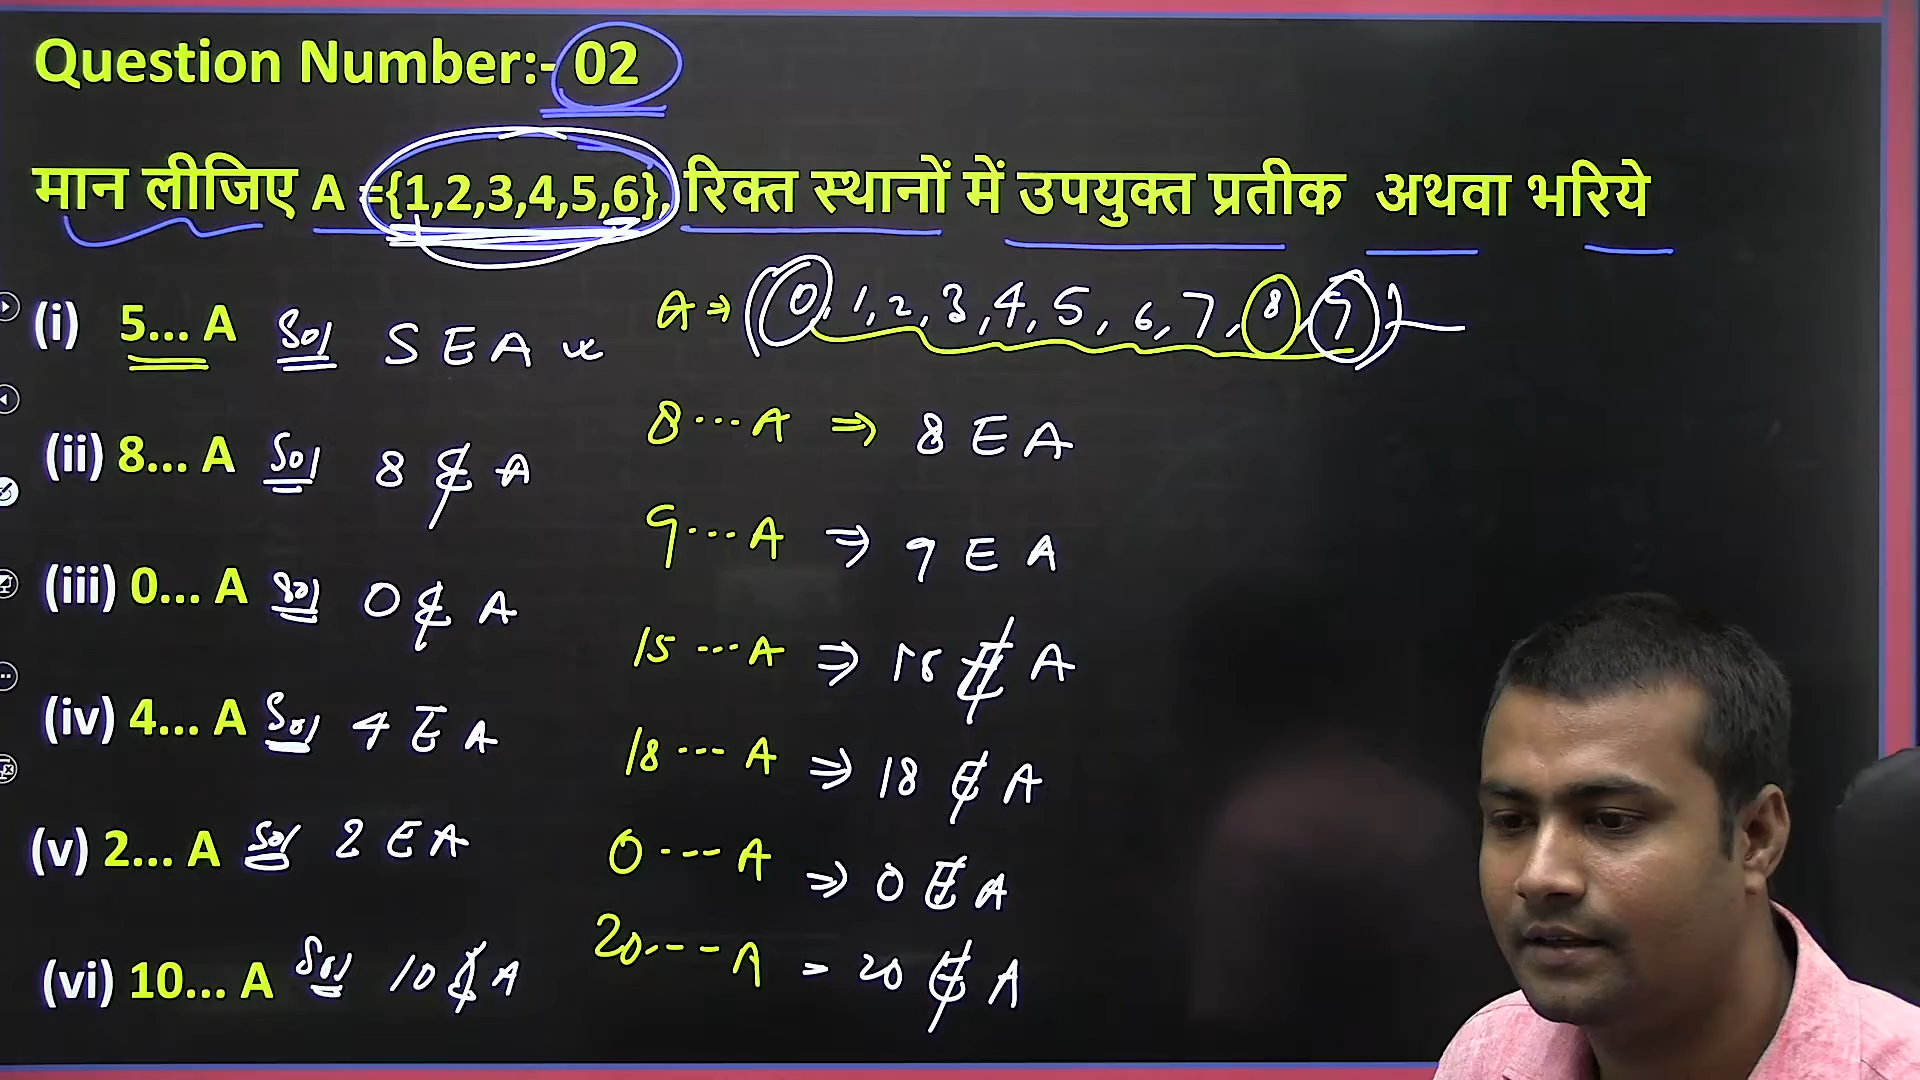 Question Number:- 02
मान लीजिए A ={1,2,3,4,5,6}, रिक्त स्थानों में उपयुक्त प्रतीक अथवा भरिये
(i) 5... A Sol 5 ∈ A
A ⇒ {0, 1, 2, 3, 4, 5, 6, 7, 8, 9}
8 --- A ⇒ 8 ∈ A
(ii) 8... A Sol 8 ∉ A
9 --- A ⇒ 9 ∈ A
(iii) 0... A Sol 0 ∉ A
15 --- A ⇒ 15 ∉ A
(iv) 4... A Sol 4 ∈ A
18 --- A ⇒ 18 ∉ A
(v) 2... A Sol 2 ∈ A
0 --- A ⇒ 0 ∉ A
(vi) 10... A Sol 10 ∉ A
20 --- A = 20 ∉ A